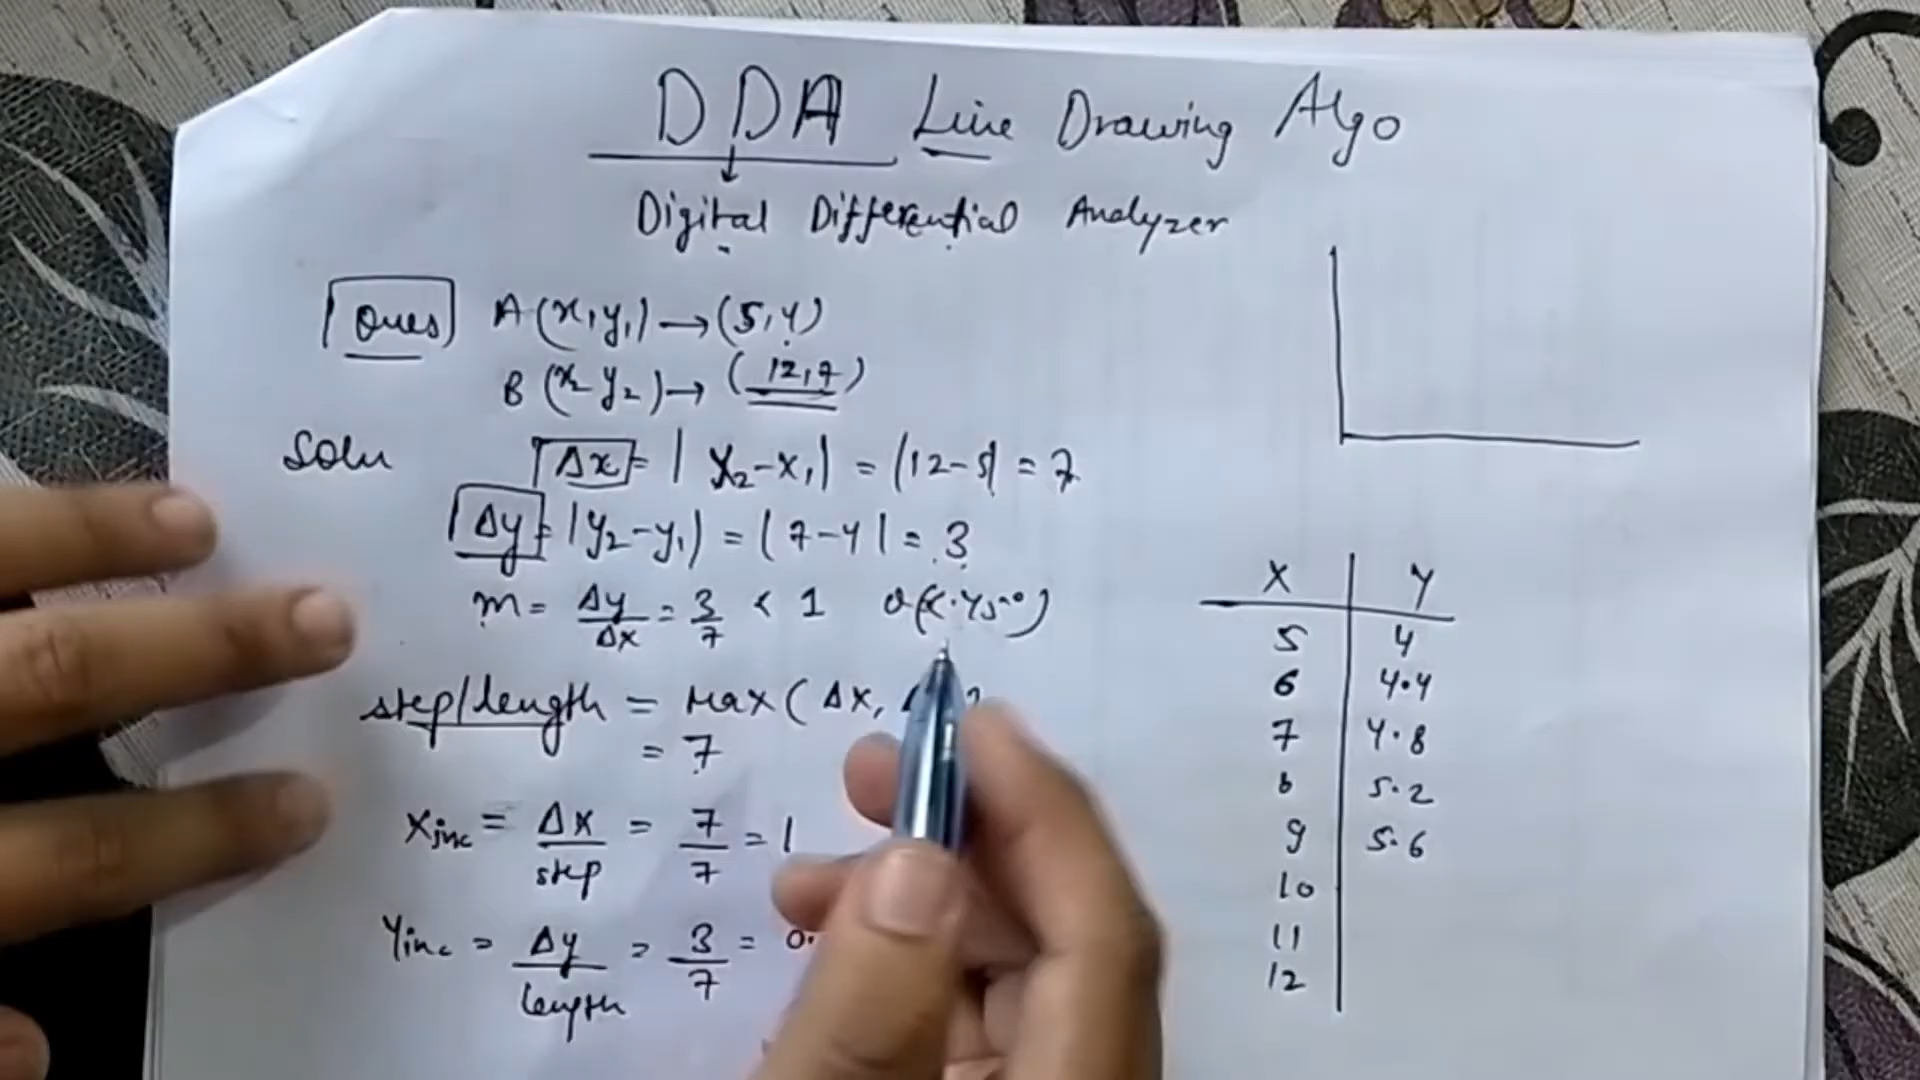 DDA Line Drawing Algo
Digital Differential Analyzer
Ques A(x₁y₁)→(5,4)
B(x₂ y₂)→(12,7)
Solu Δx = |x₂-x₁| = |12-5| = 7
Δy = |y₂-y₁| = |7-4| = 3
m = Δy/Δx = 3/7 < 1
step/length = Max(Δx,
= 7
Xinc = Δx/step = 7/7 = 1
Yinc = Δy/length = 3/7 = 0.
X Y
5 4
6 4.4
7 4.8
8 5.2
9 5.6
10
11
12